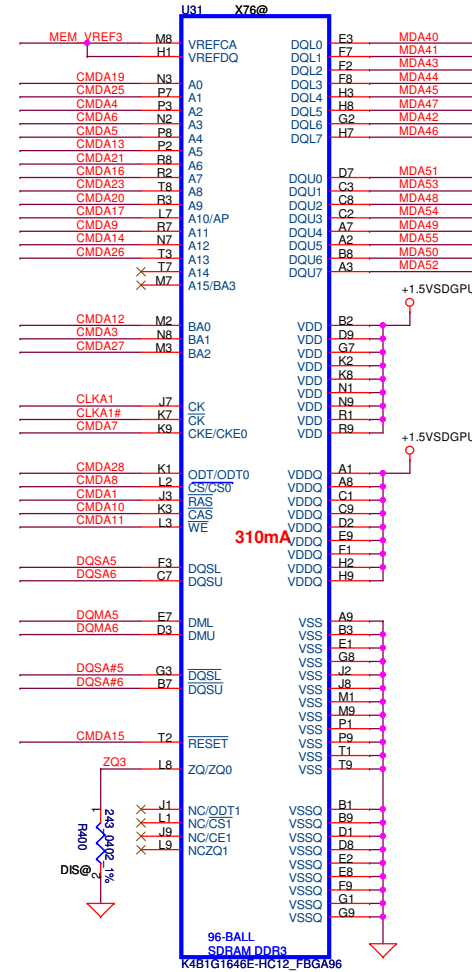 U31 X76@
MEM_VREF3 M8 VREFCA DQL0 E3 MDA40
H1 VREFDQ DQL1 F7 MDA41
DQL2 F2 MDA43
CMDA19 N3 A0 DQL3 F8 MDA44
CMDA25 P7 A1 DQL4 H3 MDA45
CMDA4 P3 A2 DQL5 H8 MDA47
CMDA6 N2 A3 DQL6 G2 MDA42
CMDA5 P8 A4 DQL7 H7 MDA46
CMDA13 P2 A5
CMDA21 R8 A6
CMDA16 R2 A7 DQU0 D7 MDA51
CMDA23 T8 A8 DQU1 C3 MDA53
CMDA20 R3 A9 DQU2 C8 MDA48
CMDA17 L7 A10/AP DQU3 C2 MDA54
CMDA9 R7 A11 DQU4 A7 MDA49
CMDA14 N7 A12 DQU5 A2 MDA55
CMDA26 T3 A13 DQU6 B8 MDA50
T7 A14 DQU7 A3 MDA52
M7 A15/BA3
+1.5VSDGPU
CMDA12 M2 BA0 VDD B2
CMDA3 N8 BA1 VDD D9
CMDA27 M3 BA2 VDD G7
VDD K2
VDD K8
VDD N1
CLKA1 J7 CK VDD N9
CLKA1# K7 CK VDD R1
CMDA7 K9 CKE/CKE0 VDD R9
+1.5VSDGPU
CMDA28 K1 ODT/ODT0 VDDQ A1
CMDA8 L2 CS/CS0 VDDQ A8
CMDA1 J3 RAS VDDQ C1
CMDA10 K3 CAS VDDQ C9
CMDA11 L3 WE VDDQ D2
310mA VDDQ E9
VDDQ F1
DQSA5 F3 DQSL VDDQ H2
DQSA6 C7 DQSU VDDQ H9
DQMA5 E7 DML VSS A9
DQMA6 D3 DMU VSS B3
VSS E1
VSS G8
DQSA#5 G3 DQSL VSS J2
DQSA#6 B7 DQSU VSS J8
VSS M1
VSS M9
VSS P1
CMDA15 T2 RESET VSS P9
VSS T1
ZQ3 L8 ZQ/ZQ0 VSS T9
J1 NC/ODT1 VSSQ B1
L1 NC/CS1 VSSQ B9
J9 NC/CE1 VSSQ D1
L9 NCZQ1 VSSQ D8
VSSQ E2
VSSQ E8
VSSQ F9
VSSQ G1
VSSQ G9
1
243_0402_1%
R400
DIS@
2
96-BALL
SDRAM DDR3
K4B1G1646E-HC12_FBGA96